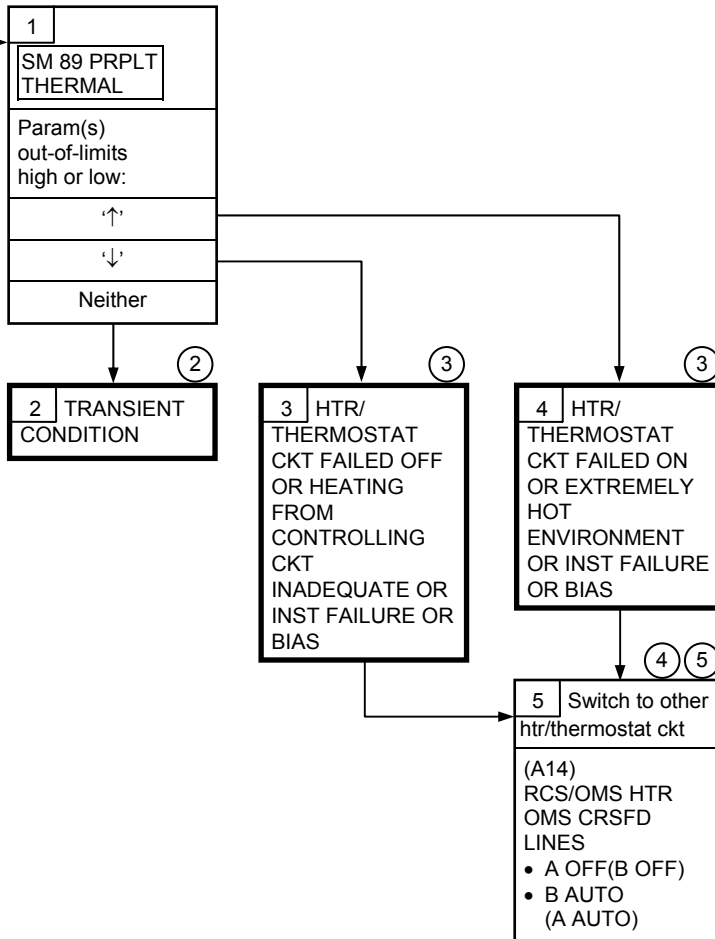 1
SM 89 PRPLT
THERMAL
Param(s)
out-of-limits
high or low:
‘↑’
‘↓’
Neither
2
2 TRANSIENT
CONDITION
3
3 HTR/
THERMOSTAT
CKT FAILED OFF
OR HEATING
FROM
CONTROLLING
CKT
INADEQUATE OR
INST FAILURE OR
BIAS
3
4 HTR/
THERMOSTAT
CKT FAILED ON
OR EXTREMELY
HOT
ENVIRONMENT
OR INST FAILURE
OR BIAS
4 5
5 Switch to other
htr/thermostat ckt
(A14)
RCS/OMS HTR
OMS CRSFD
LINES
• A OFF(B OFF)
• B AUTO
(A AUTO)